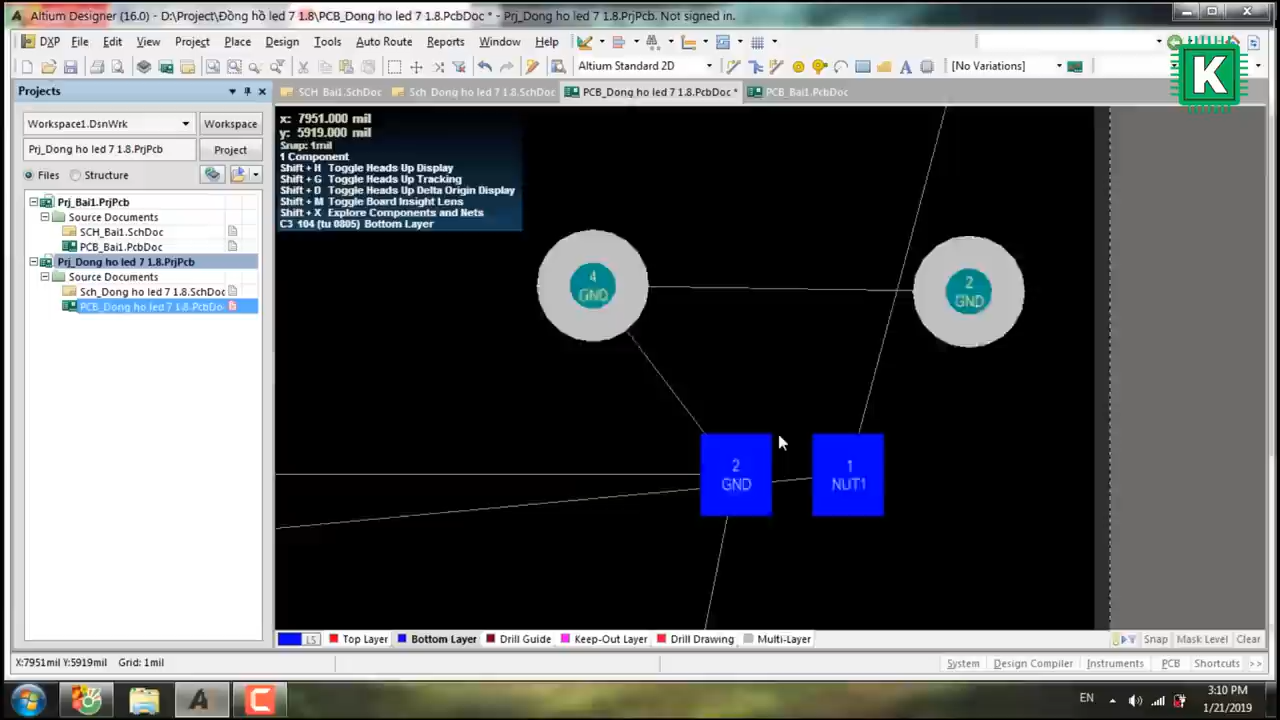 Altium Designer (16.0) - D:\Project\Đồng hồ led 7 1.8\PCB_Dong ho led 7 1.8.PcbDoc * - Prj_Dong ho led 7 1.8.PrjPcb. Not signed in.
DXP File Edit View Project Place Design Tools Auto Route Reports Window Help
Altium Standard 2D [No Variations]
K
Projects
SCH_Bai1.SchDoc Sch_Dong ho led 7 1.8.SchDoc PCB_Dong ho led 7 1.8.PcbDoc * PCB_Bai1.PcbDoc
Workspace1.DsnWrk Workspace
Prj_Dong ho led 7 1.8.PrjPcb Project
Files Structure
Prj_Bai1.PrjPcb
Source Documents
SCH_Bai1.SchDoc
PCB_Bai1.PcbDoc
Prj_Dong ho led 7 1.8.PrjPcb
Source Documents
Sch_Dong ho led 7 1.8.SchDoc
PCB_Dong ho led 7 1.8.PcbDo
x: 7951.000 mil
y: 5919.000 mil
Snap: 1mil
1 Component
Shift + H Toggle Heads Up Display
Shift + G Toggle Heads Up Tracking
Shift + D Toggle Heads Up Delta Origin Display
Shift + M Toggle Board Insight Lens
Shift + X Explore Components and Nets
C3 104 (tu 0805) Bottom Layer
4
GND
2
GND
2
GND
1
NUT1
LS Top Layer Bottom Layer Drill Guide Keep-Out Layer Drill Drawing Multi-Layer Snap Mask Level Clear
X:7951mil Y:5919mil Grid: 1mil System Design Compiler Instruments PCB Shortcuts >>
EN 3:10 PM
1/21/2019